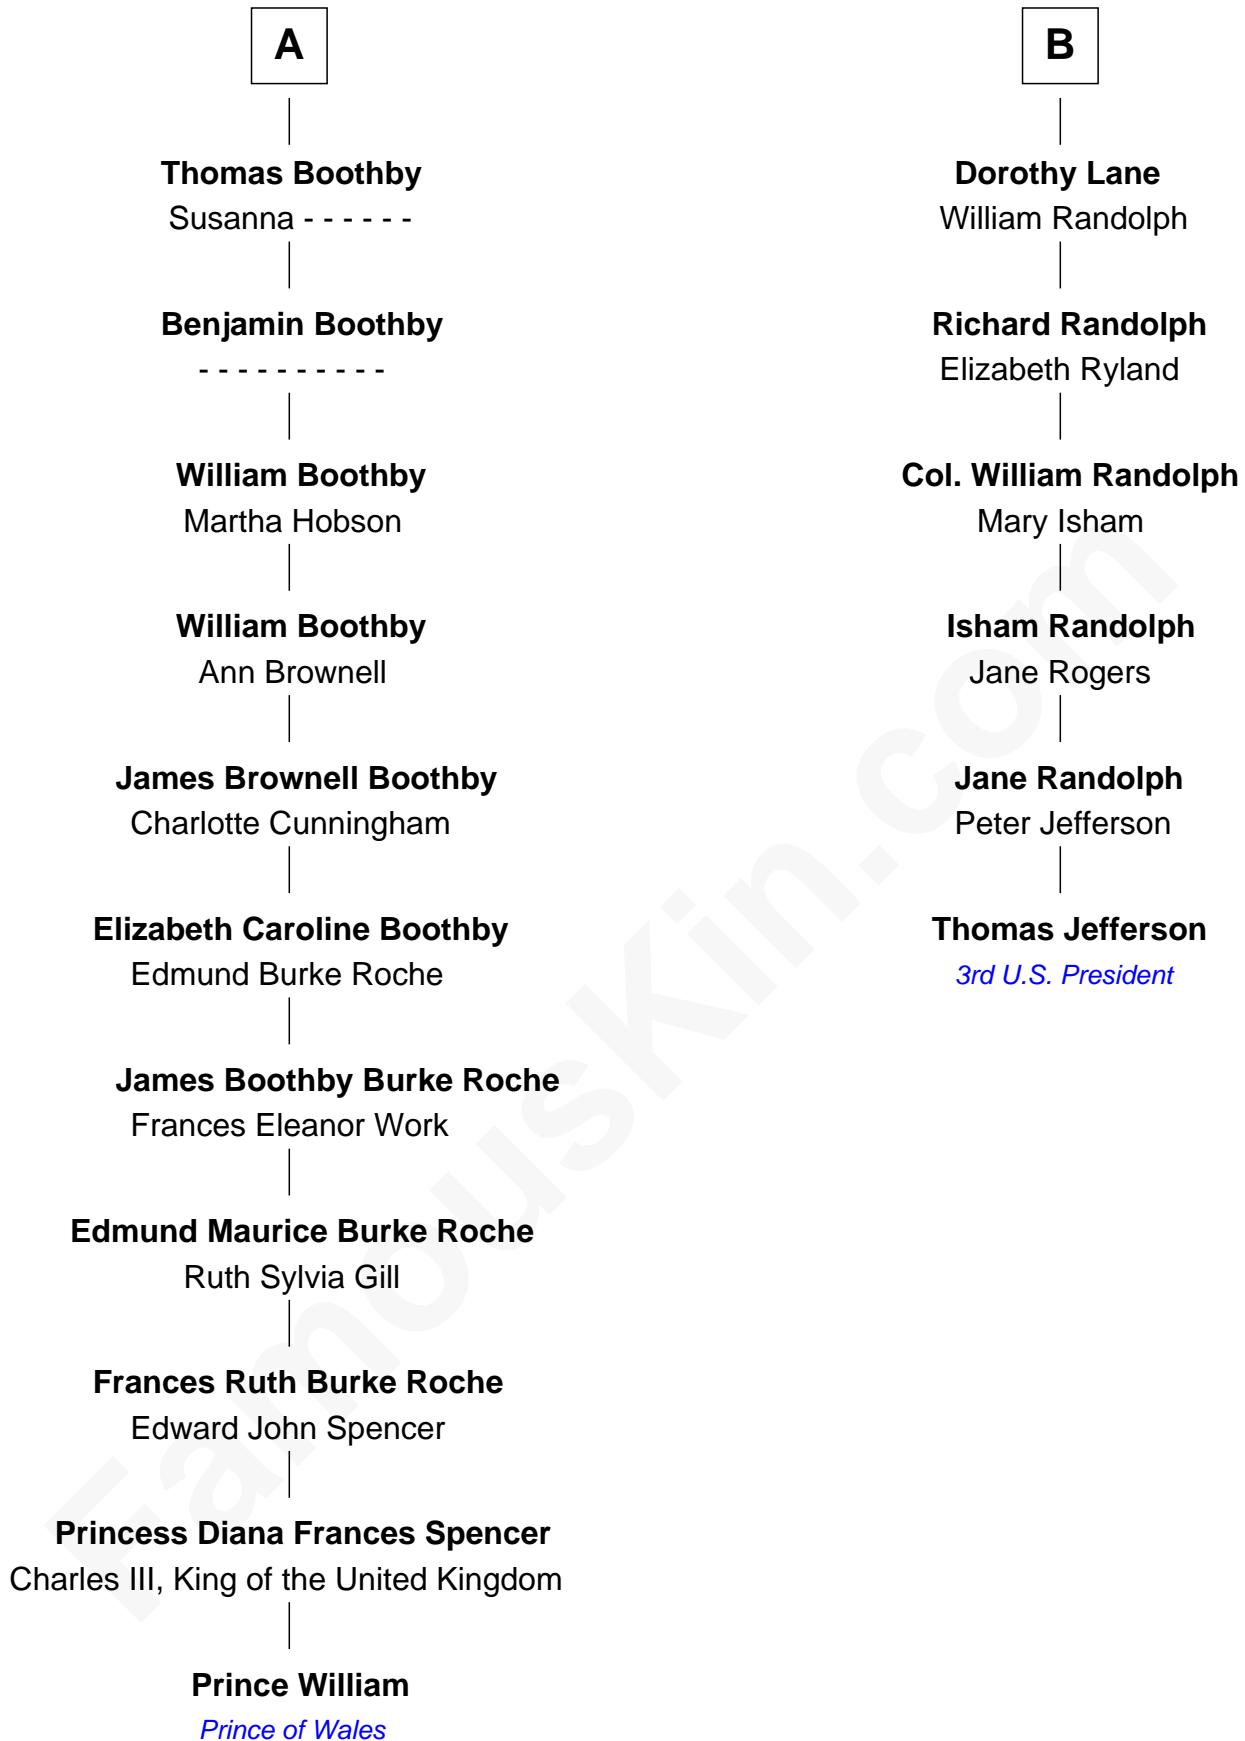 A
Thomas Boothby
Susanna - - - - - -
Benjamin Boothby
- - - - - - - - - -
William Boothby
Martha Hobson
William Boothby
Ann Brownell
James Brownell Boothby
Charlotte Cunningham
Elizabeth Caroline Boothby
Edmund Burke Roche
James Boothby Burke Roche
Frances Eleanor Work
Edmund Maurice Burke Roche
Ruth Sylvia Gill
Frances Ruth Burke Roche
Edward John Spencer
Princess Diana Frances Spencer
Charles III, King of the United Kingdom
Prince William
Prince of Wales
B
Dorothy Lane
William Randolph
Richard Randolph
Elizabeth Ryland
Col. William Randolph
Mary Isham
Isham Randolph
Jane Rogers
Jane Randolph
Peter Jefferson
Thomas Jefferson
3rd U.S. President
FamousKin.com